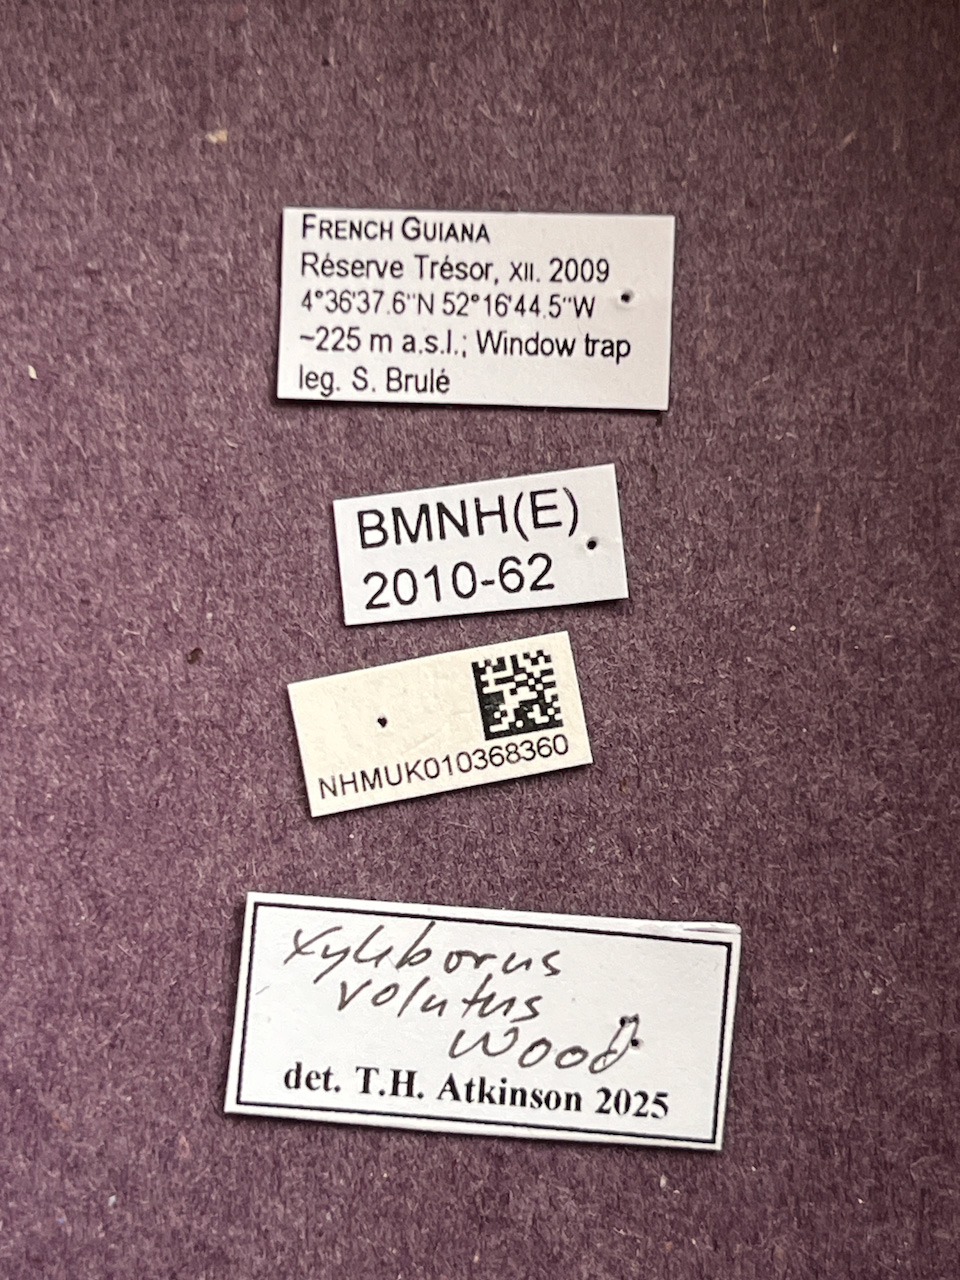 FRENCH GUIANA
Réserve Trésor, XII. 2009
4°36'37.6''N 52°16'44.5''W
~225 m a.s.l.; Window trap
leg. S. Brulé
BMNH(E)
2010-62
NHMUK010368360
Xyleborus
volutus
Wood
det. T.H. Atkinson 2025